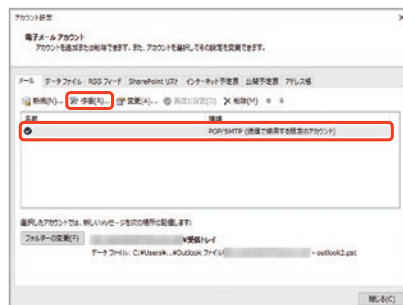 アカウント設定
電子メール アカウント
アカウントを追加または削除できます。また、アカウントを選択してその設定を変更できます。
メール データ ファイル RSS フィード SharePoint リスト インターネット予定表 公開予定表 アドレス帳
新規(N)... 修復(R)... 変更(A)... 既定に設定(D) 削除(M)
名前 種類
POP/SMTP (送信で使用する既定のアカウント)
選択したアカウントでは、新しいメッセージを次の場所に配信します:
フォルダーの変更(F) ¥受信トレイ
データ ファイル: C:¥Users¥...¥Outlook ファイル¥ - outlook2.pst
閉じる(C)